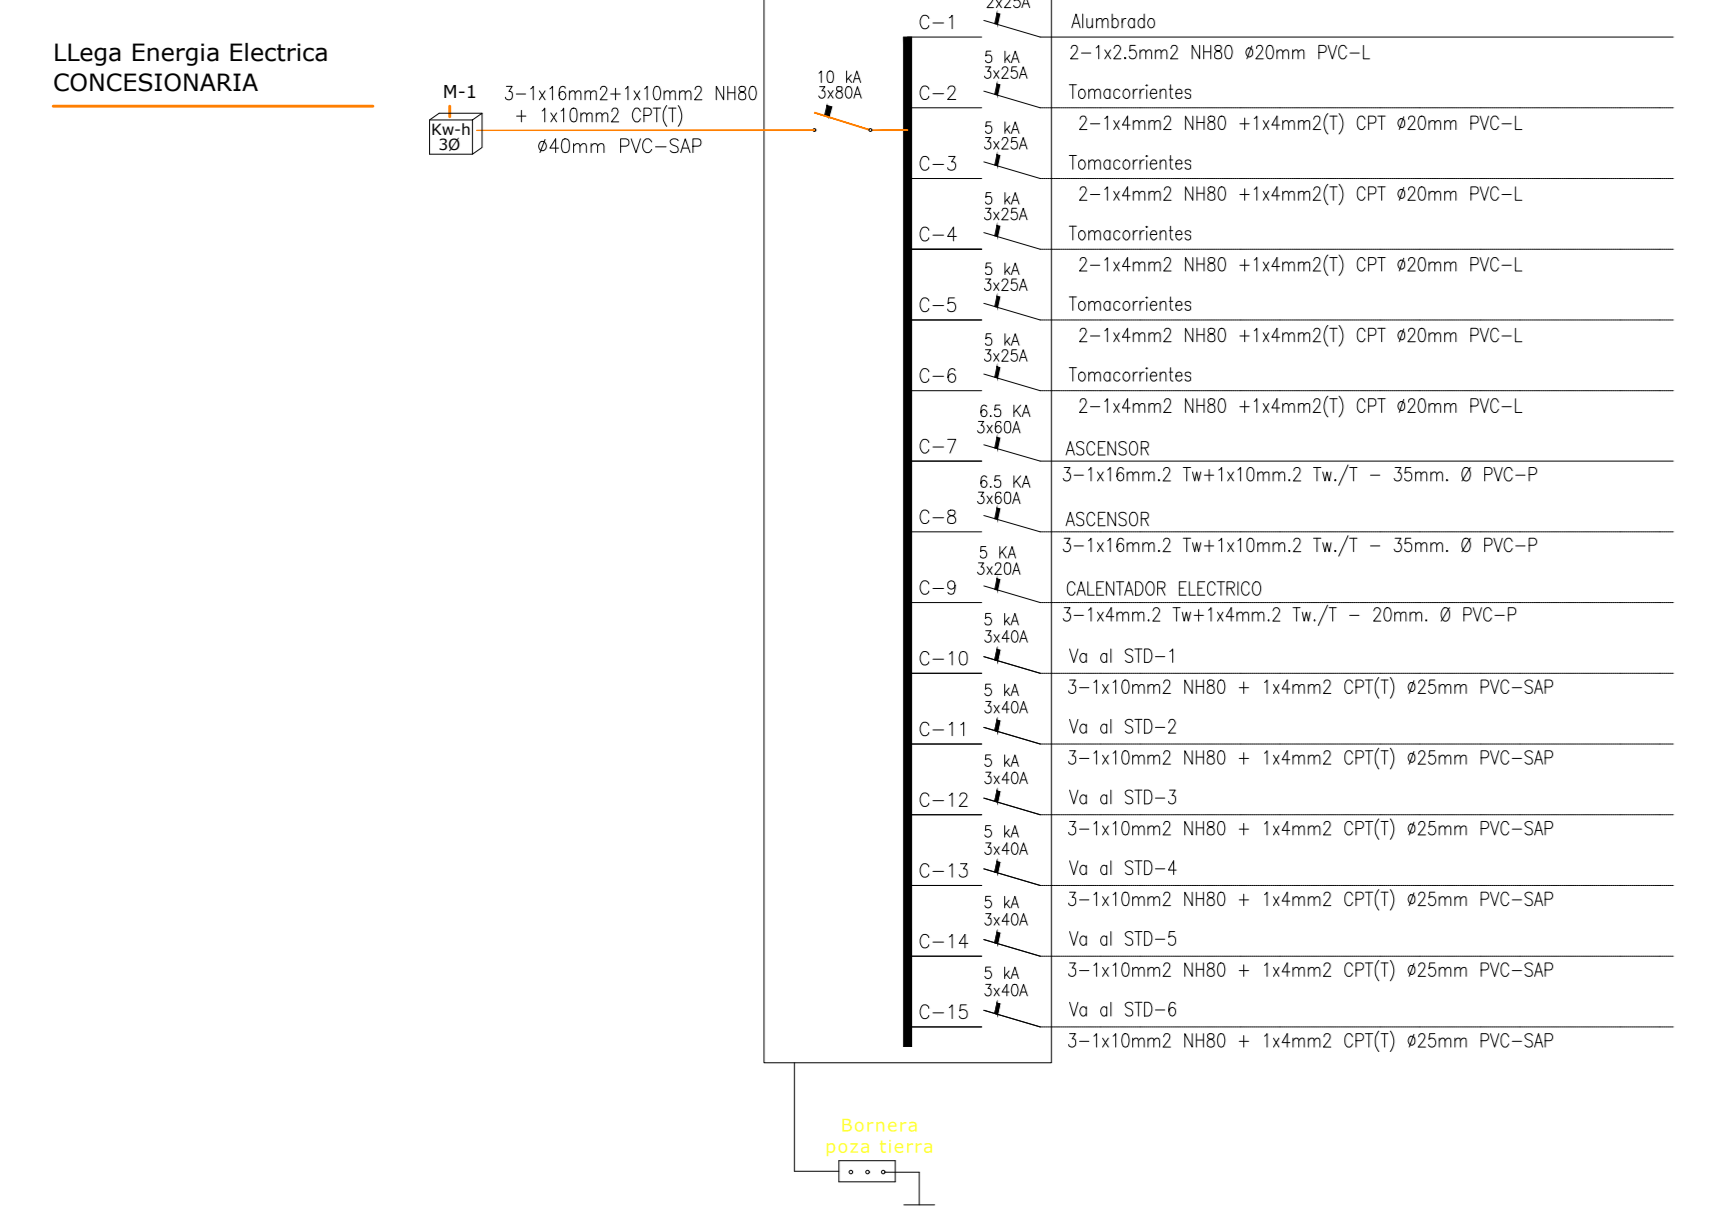 LLega Energia Electrica
CONCESIONARIA
M-1
Kw-h
3Ø
3-1x16mm2+1x10mm2 NH80
+ 1x10mm2 CPT(T)
ø40mm PVC-SAP
10 kA
3x80A
2x25A
C-1
Alumbrado
2-1x2.5mm2 NH80 ø20mm PVC-L
5 kA
3x25A
C-2
Tomacorrientes
2-1x4mm2 NH80 +1x4mm2(T) CPT ø20mm PVC-L
5 kA
3x25A
C-3
Tomacorrientes
2-1x4mm2 NH80 +1x4mm2(T) CPT ø20mm PVC-L
5 kA
3x25A
C-4
Tomacorrientes
2-1x4mm2 NH80 +1x4mm2(T) CPT ø20mm PVC-L
5 kA
3x25A
C-5
Tomacorrientes
2-1x4mm2 NH80 +1x4mm2(T) CPT ø20mm PVC-L
5 kA
3x25A
C-6
Tomacorrientes
2-1x4mm2 NH80 +1x4mm2(T) CPT ø20mm PVC-L
6.5 KA
3x60A
C-7
ASCENSOR
3-1x16mm.2 Tw+1x10mm.2 Tw./T - 35mm. Ø PVC-P
6.5 KA
3x60A
C-8
ASCENSOR
3-1x16mm.2 Tw+1x10mm.2 Tw./T - 35mm. Ø PVC-P
5 KA
3x20A
C-9
CALENTADOR ELECTRICO
3-1x4mm.2 Tw+1x4mm.2 Tw./T - 20mm. Ø PVC-P
5 kA
3x40A
C-10
Va al STD-1
3-1x10mm2 NH80 + 1x4mm2 CPT(T) ø25mm PVC-SAP
5 kA
3x40A
C-11
Va al STD-2
3-1x10mm2 NH80 + 1x4mm2 CPT(T) ø25mm PVC-SAP
5 kA
3x40A
C-12
Va al STD-3
3-1x10mm2 NH80 + 1x4mm2 CPT(T) ø25mm PVC-SAP
5 kA
3x40A
C-13
Va al STD-4
3-1x10mm2 NH80 + 1x4mm2 CPT(T) ø25mm PVC-SAP
5 kA
3x40A
C-14
Va al STD-5
3-1x10mm2 NH80 + 1x4mm2 CPT(T) ø25mm PVC-SAP
5 kA
3x40A
C-15
Va al STD-6
3-1x10mm2 NH80 + 1x4mm2 CPT(T) ø25mm PVC-SAP
Bornera
poza tierra